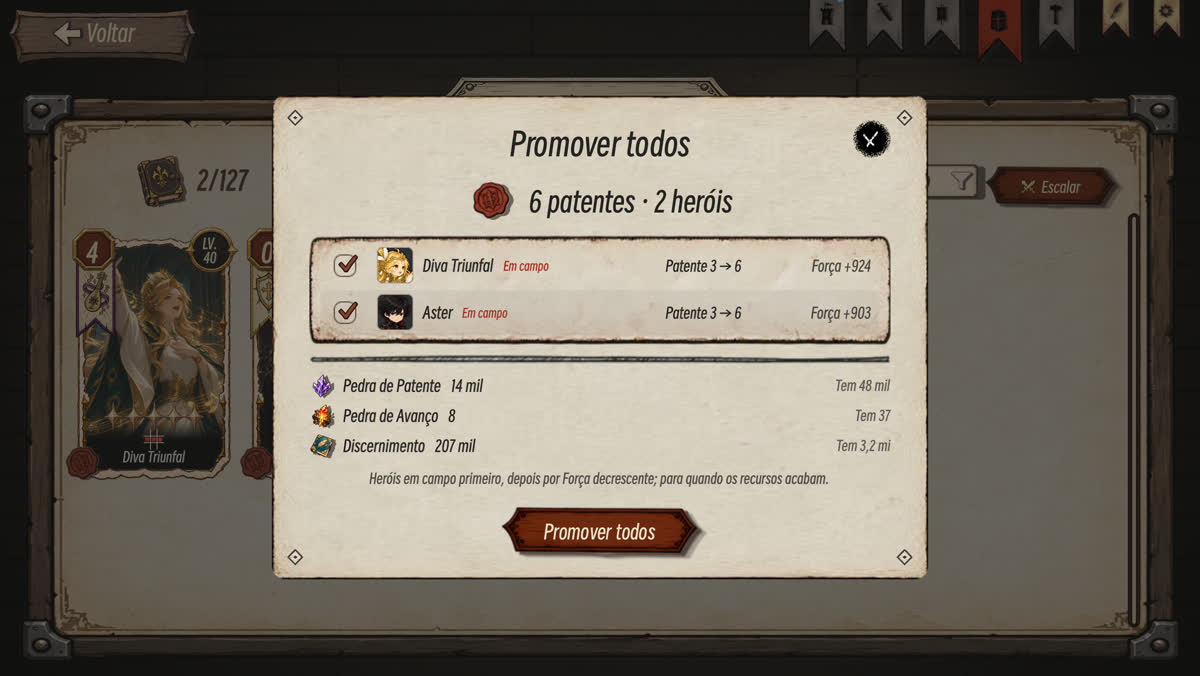 Voltar
Promover todos
6 patentes · 2 heróis
2/127
Escalar
4
LV.
40
0
Diva Triunfal Em campo Patente 3 → 6 Força +924
Aster Em campo Patente 3 → 6 Força +903
Pedra de Patente 14 mil Tem 48 mil
Pedra de Avanço 8 Tem 37
Discernimento 207 mil Tem 3,2 mi
Diva Triunfal
Heróis em campo primeiro, depois por Força decrescente; para quando os recursos acabam.
Promover todos